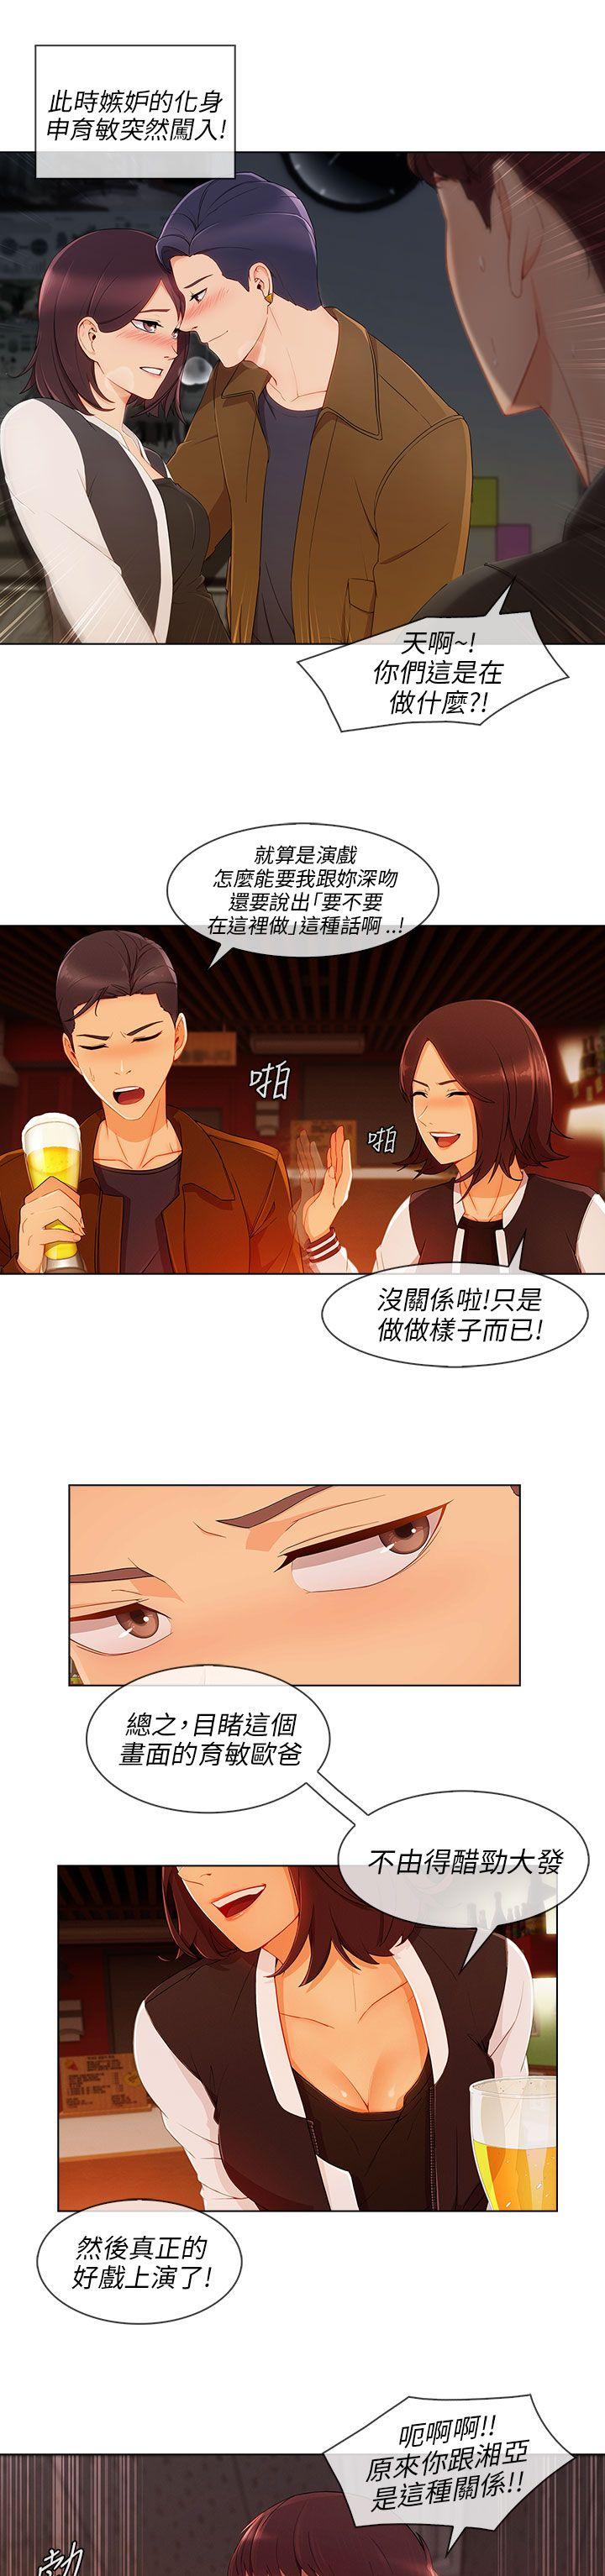 此時嫉妒的化身
申育敏突然闖入!
天啊~!
你們這是在
做什麼?!
就算是演戲
怎麼能要我跟妳深吻
還要說出「要不要
在這裡做」這種話啊 ..!
啪
啪
沒關係啦!只是
做做樣子而已!
總之,目睹這個
畫面的育敏歐爸
不由得醋勁大發
然後真正的
好戲上演了!
呃啊啊!!
原來你跟湘亞
是這種關係!!